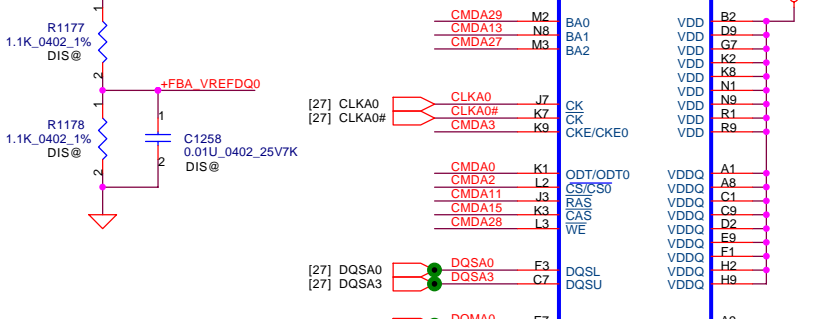 1
R1177
1.1K_0402_1%
DIS@
2
+FBA_VREFDQ0
1
R1178
1.1K_0402_1%
DIS@
2
1
C1258
0.01U_0402_25V7K
2
DIS@
CMDA29 M2 BA0
CMDA13 N8 BA1
CMDA27 M3 BA2
[27] CLKA0 CLKA0 J7 CK
[27] CLKA0# CLKA0# K7 CK
CMDA3 K9 CKE/CKE0
CMDA0 K1 ODT/ODT0
CMDA2 L2 CS/CS0
CMDA11 J3 RAS
CMDA15 K3 CAS
CMDA28 L3 WE
[27] DQSA0 DQSA0 F3 DQSL
[27] DQSA3 DQSA3 C7 DQSU
VDD B2
VDD D9
VDD G7
VDD K2
VDD K8
VDD N1
VDD N9
VDD R1
VDD R9
VDDQ A1
VDDQ A8
VDDQ C1
VDDQ C9
VDDQ D2
VDDQ E9
VDDQ F1
VDDQ H2
VDDQ H9